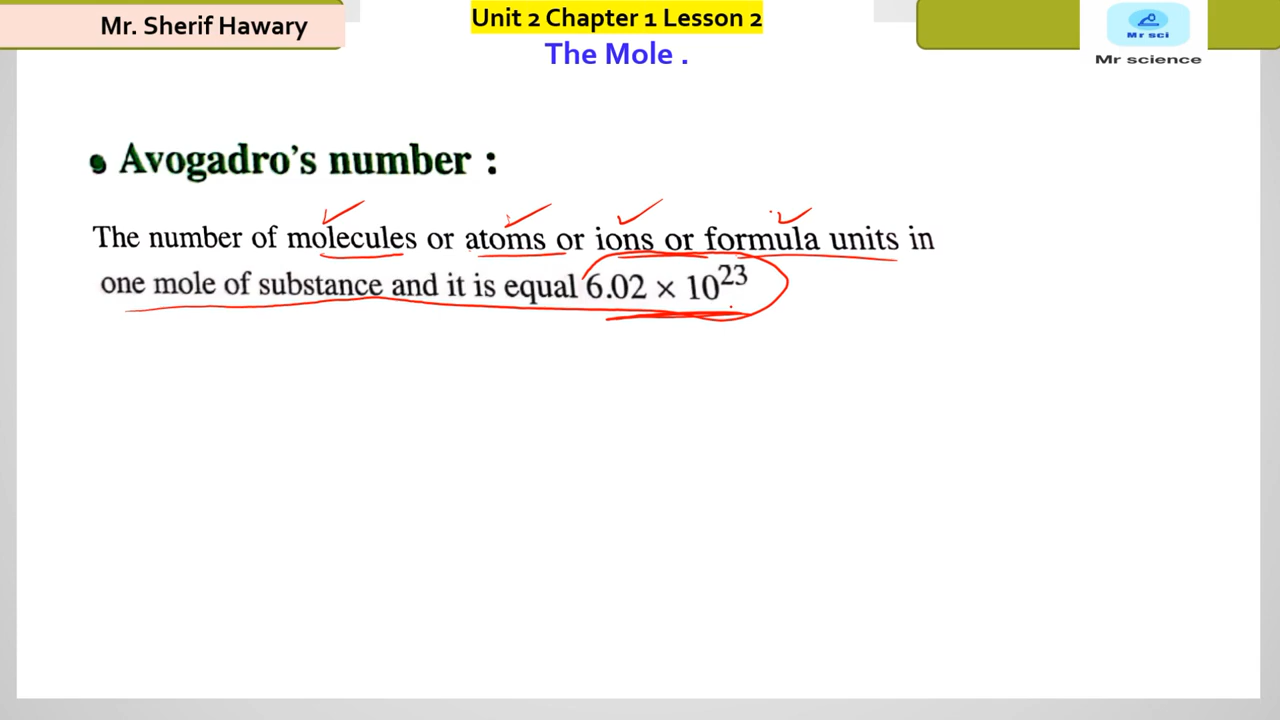 Mr. Sherif Hawary
Unit 2 Chapter 1 Lesson 2
The Mole .
Mr sci
Mr science
• Avogadro's number :
The number of molecules or atoms or ions or formula units in
one mole of substance and it is equal 6.02 × 10²³